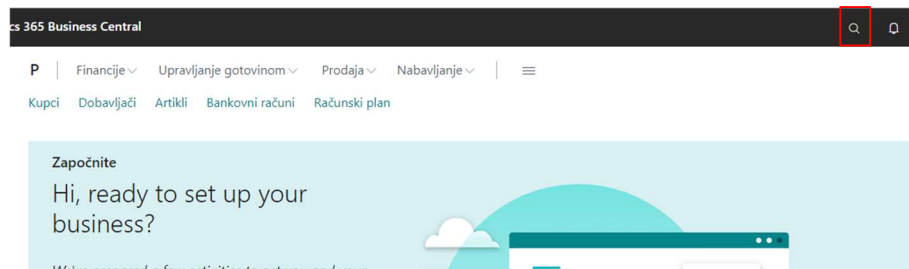 cs 365 Business Central
P Financije Upravljanje gotovinom Prodaja Nabavljanje
Kupci Dobavljači Artikli Bankovni računi Računski plan
Započnite
Hi, ready to set up your
business?